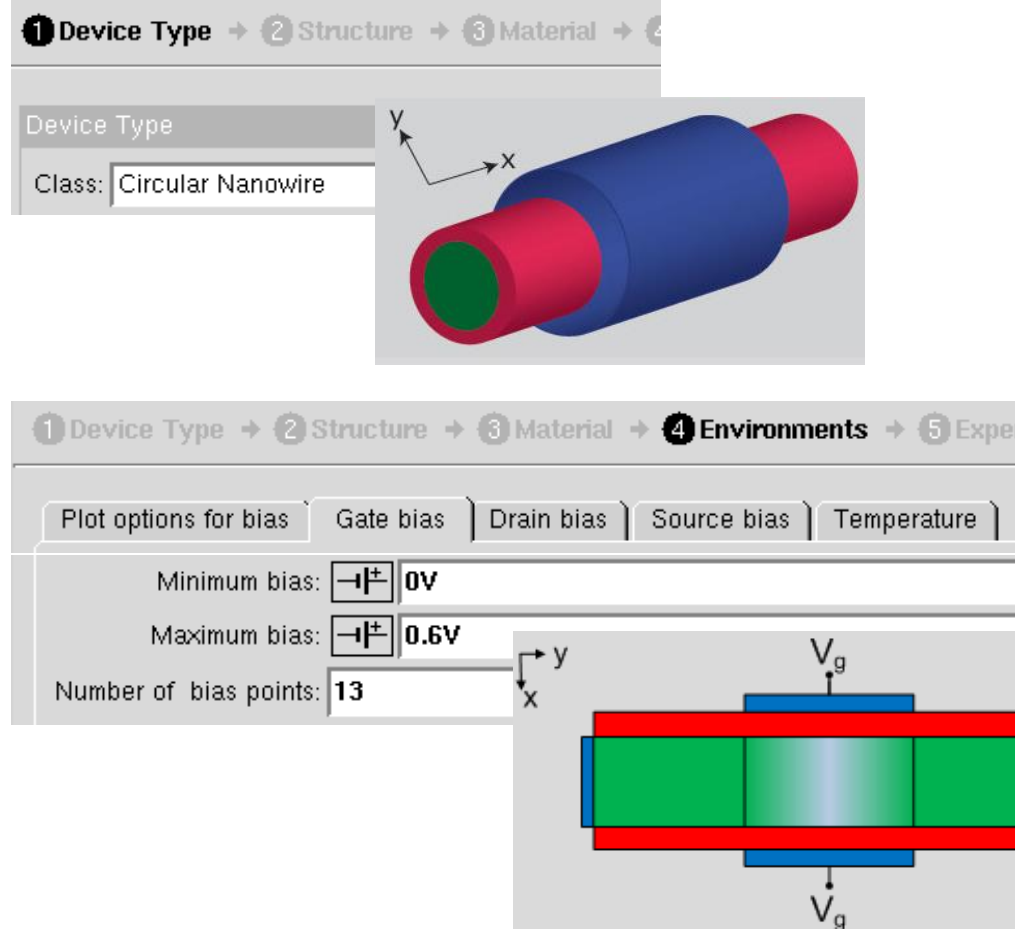 1 Device Type → 2 Structure → 3 Material →
Device Type
Class: Circular Nanowire
y
x
1 Device Type → 2 Structure → 3 Material → 4 Environments → 5 Expe
Plot options for bias Gate bias Drain bias Source bias Temperature
Minimum bias: 0V
Maximum bias: 0.6V
Number of bias points: 13
y
x
Vg
Vg